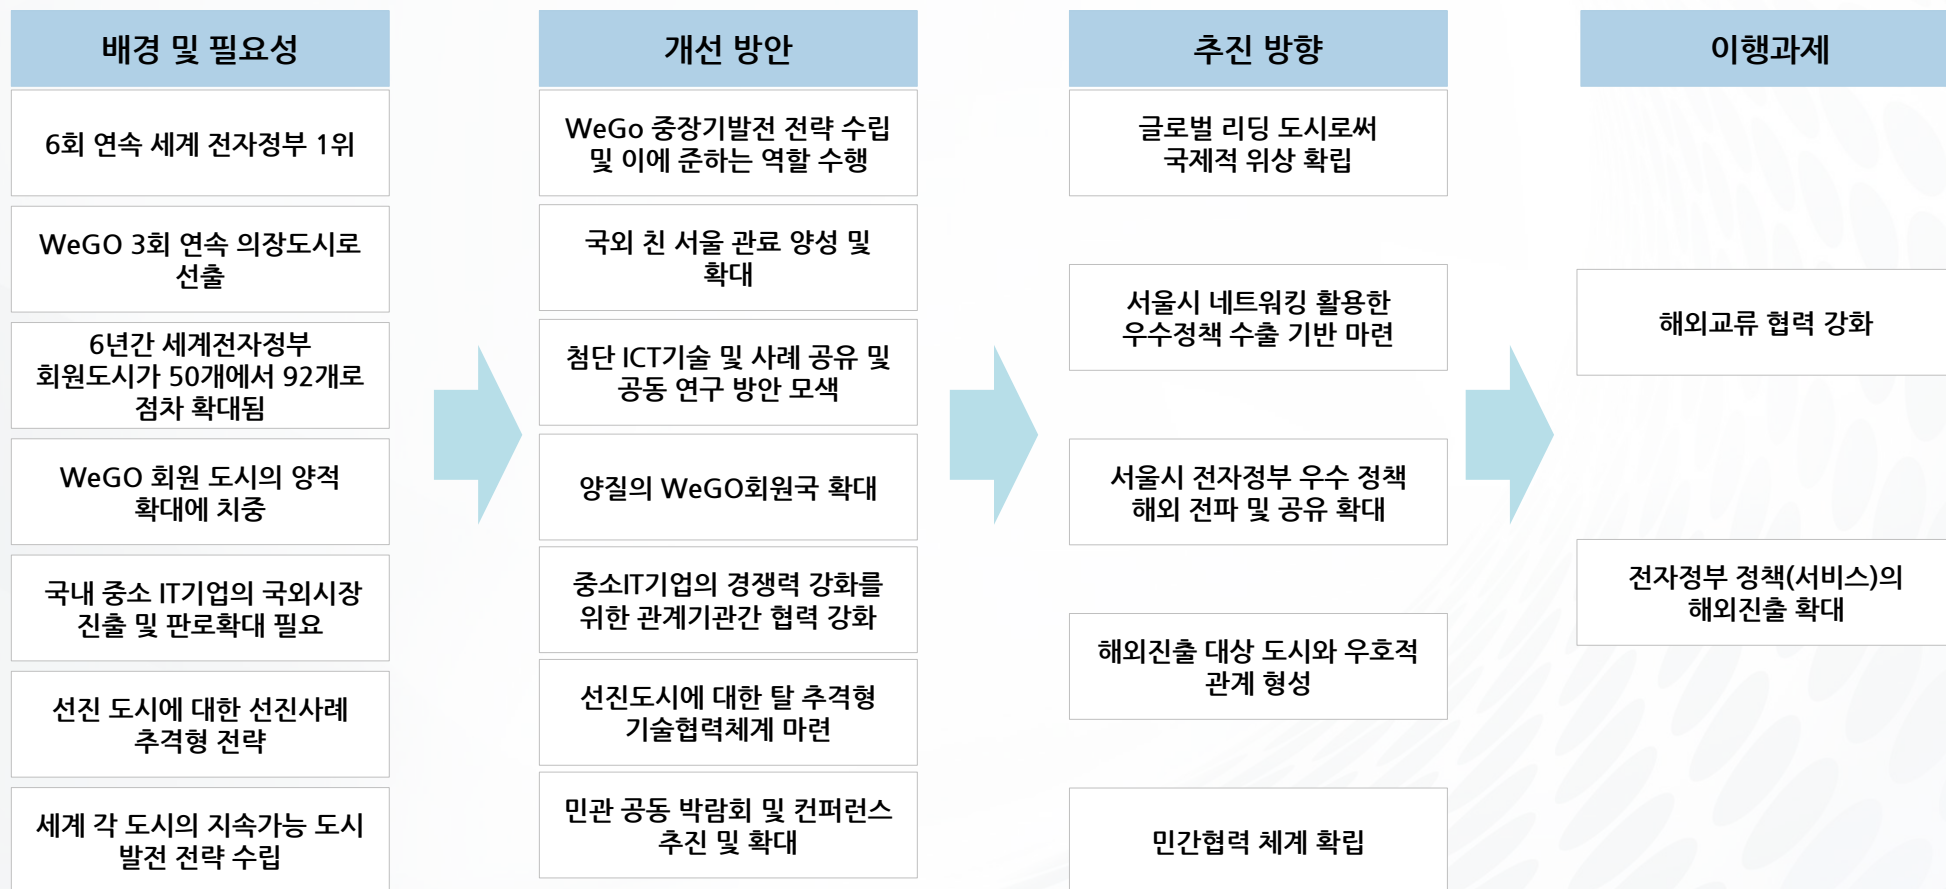 배경 및 필요성
6회 연속 세계 전자정부 1위
WeGO 3회 연속 의장도시로
선출
6년간 세계전자정부
회원도시가 50개에서 92개로
점차 확대됨
WeGO 회원 도시의 양적
확대에 치중
국내 중소 IT기업의 국외시장
진출 및 판로확대 필요
선진 도시에 대한 선진사례
추격형 전략
세계 각 도시의 지속가능 도시
발전 전략 수립
개선 방안
WeGo 중장기발전 전략 수립
및 이에 준하는 역할 수행
국외 친 서울 관료 양성 및
확대
첨단 ICT기술 및 사례 공유 및
공동 연구 방안 모색
양질의 WeGO회원국 확대
중소IT기업의 경쟁력 강화를
위한 관계기관간 협력 강화
선진도시에 대한 탈 추격형
기술협력체계 마련
민관 공동 박람회 및 컨퍼런스
추진 및 확대
추진 방향
글로벌 리딩 도시로써
국제적 위상 확립
서울시 네트워킹 활용한
우수정책 수출 기반 마련
서울시 전자정부 우수 정책
해외 전파 및 공유 확대
해외진출 대상 도시와 우호적
관계 형성
민간협력 체계 확립
이행과제
해외교류 협력 강화
전자정부 정책(서비스)의
해외진출 확대